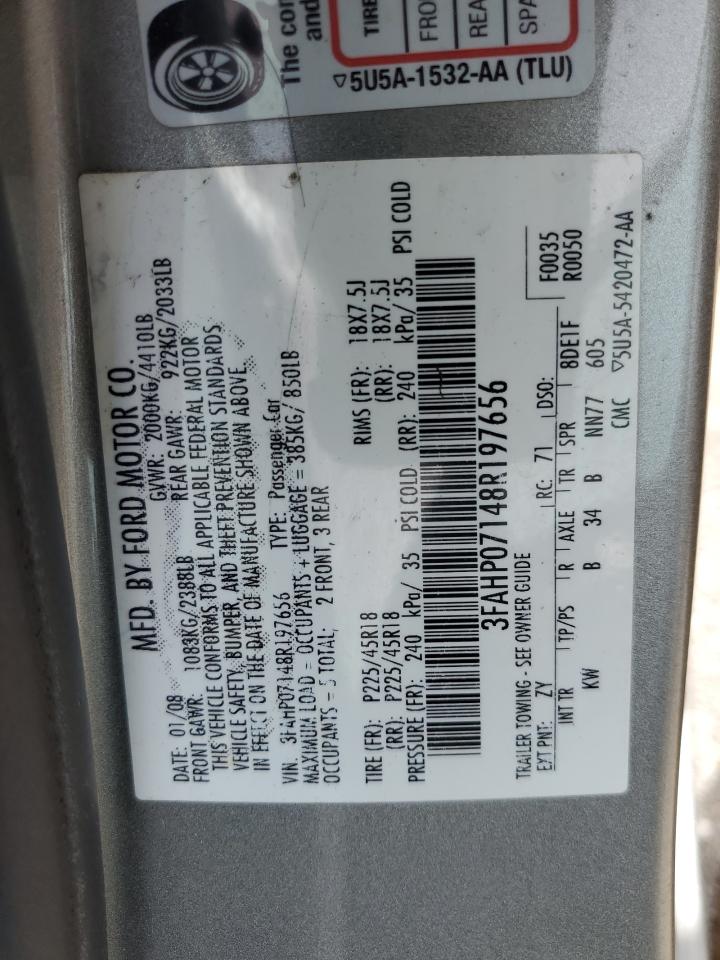 The con
and
TIRE
FRO
REA
SPA
▽5U5A-1532-AA (TLU)
MFD. BY FORD MOTOR CO.
DATE: 01/08 GVWR: 2000KG/4410LB
FRONT GAWR: 1083KG/2388LB REAR GAWR: 922KG/2033LB
THIS VEHICLE CONFORMS TO ALL APPLICABLE FEDERAL MOTOR
VEHICLE SAFETY, BUMPER, AND THEFT PREVENTION STANDARDS
IN EFFECT ON THE DATE OF MANUFACTURE SHOWN ABOVE.
VIN: 3FAHP07148R197656 TYPE: Passenger Car
MAXIMUM LOAD = OCCUPANTS + LUGGAGE = 385KG/ 850LB
OCCUPANTS = 5 TOTAL: 2 FRONT, 3 REAR
TIRE (FR): P225/45R18 RIMS (FR): 18X7.5J
(RR): P225/45R18 (RR): 18X7.5J
PRESSURE (FR): 240 kPa/ 35 PSI COLD (RR): 240 kPa/ 35 PSI COLD
3FAHP07148R197656
F0035
R0050
TRAILER TOWING - SEE OWNER GUIDE
EXT PNT: ZY RC: 71 DSO:
INT TR TP/PS R AXLE TR SPR 8DE1F
KW B 34 B NN77 605
CMC ▽5U5A-5420472-AA